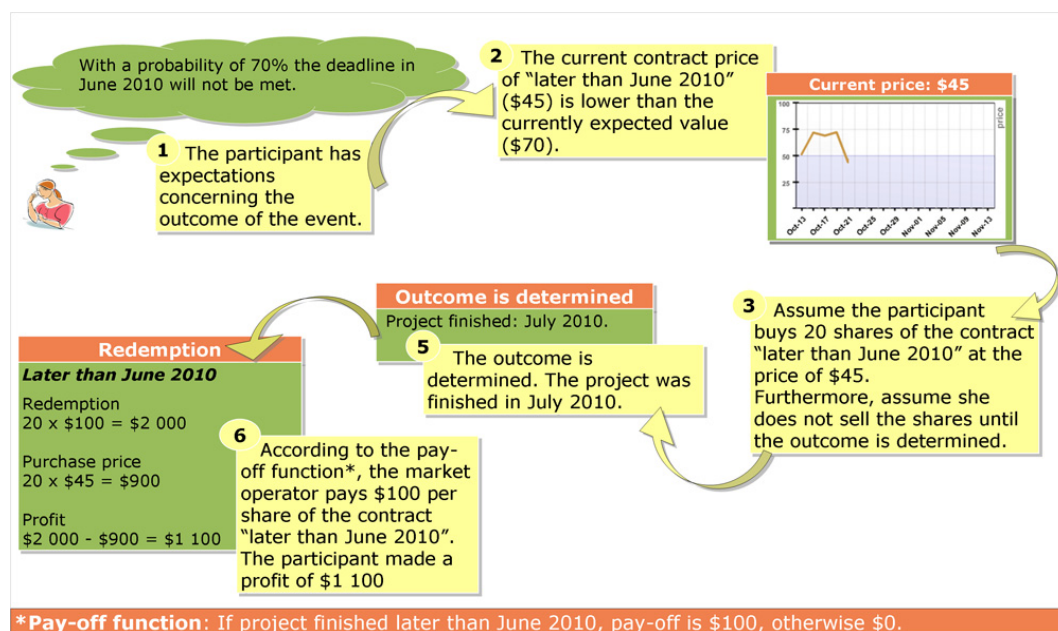 With a probability of 70% the deadline in
June 2010 will not be met.
1
The participant has
expectations
concerning the
outcome of the event.
2
The current contract price
of “later than June 2010”
($45) is lower than the
currently expected value
($70).
Current price: $45
100
75
50
25
price
Oct-13
Oct-17
Oct-21
Oct-25
Oct-29
Nov-01
Nov-05
Nov-09
Nov-13
3
Assume the participant
buys 20 shares of the contract
“later than June 2010” at the
price of $45.
Furthermore, assume she
does not sell the shares until
the outcome is determined.
Outcome is determined
Project finished: July 2010.
5
The outcome is
determined. The project was
finished in July 2010.
Redemption
Later than June 2010
Redemption
20 x $100 = $2 000
Purchase price
20 x $45 = $900
Profit
$2 000 - $900 = $1 100
6
According to the pay-
off function*, the market
operator pays $100 per
share of the contract
“later than June 2010”.
The participant made a
profit of $1 100
*Pay-off function: If project finished later than June 2010, pay-off is $100, otherwise $0.